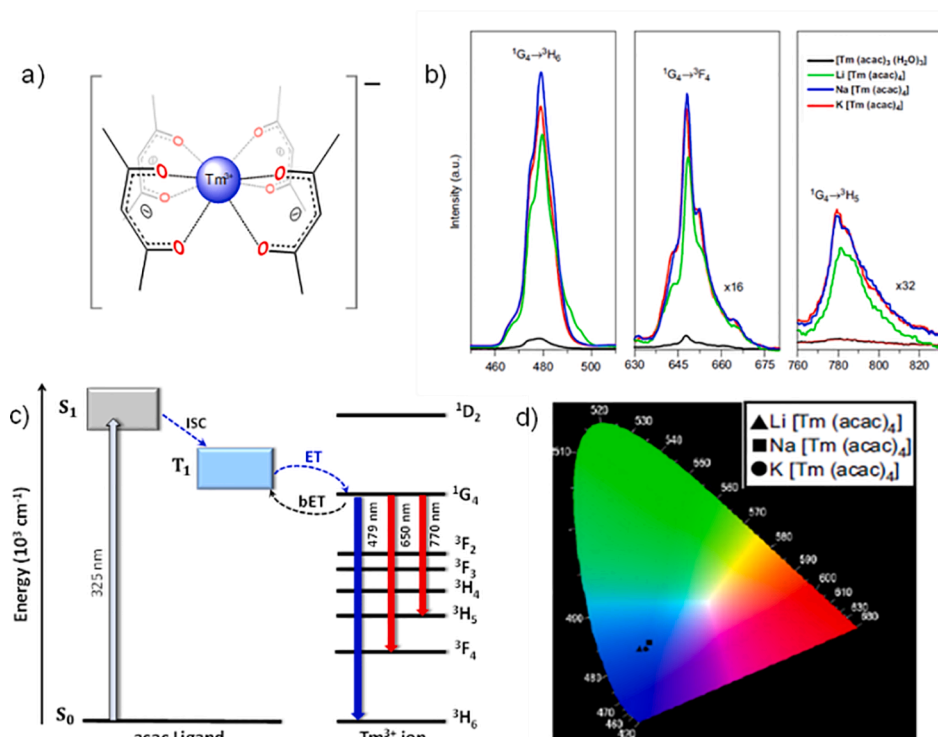 a)
O
O
O
O
Tm³⁺
O
O
O
O
b)
Intensity (a.u.)
¹G₄→³H₆
¹G₄→³F₄
¹G₄→³H₅
[Tm (acac)₃ (H₂O)₃]
Li [Tm (acac)₄]
Na [Tm (acac)₄]
K [Tm (acac)₄]
x16
x32
460 480 500
630 645 660 675
760 780 800 820
c)
Energy (10³ cm⁻¹)
S₁
ISC
T₁
ET
bET
325 nm
S₀
acac Ligand
¹D₂
¹G₄
479 nm
650 nm
770 nm
³F₂
³F₃
³H₄
³H₅
³F₄
³H₆
Tm³⁺ ion
d)
Li [Tm (acac)₄]
Na [Tm (acac)₄]
K [Tm (acac)₄]
520
530
540
560
570
580
590
600
610
630
680
510
490
480
470
460
430